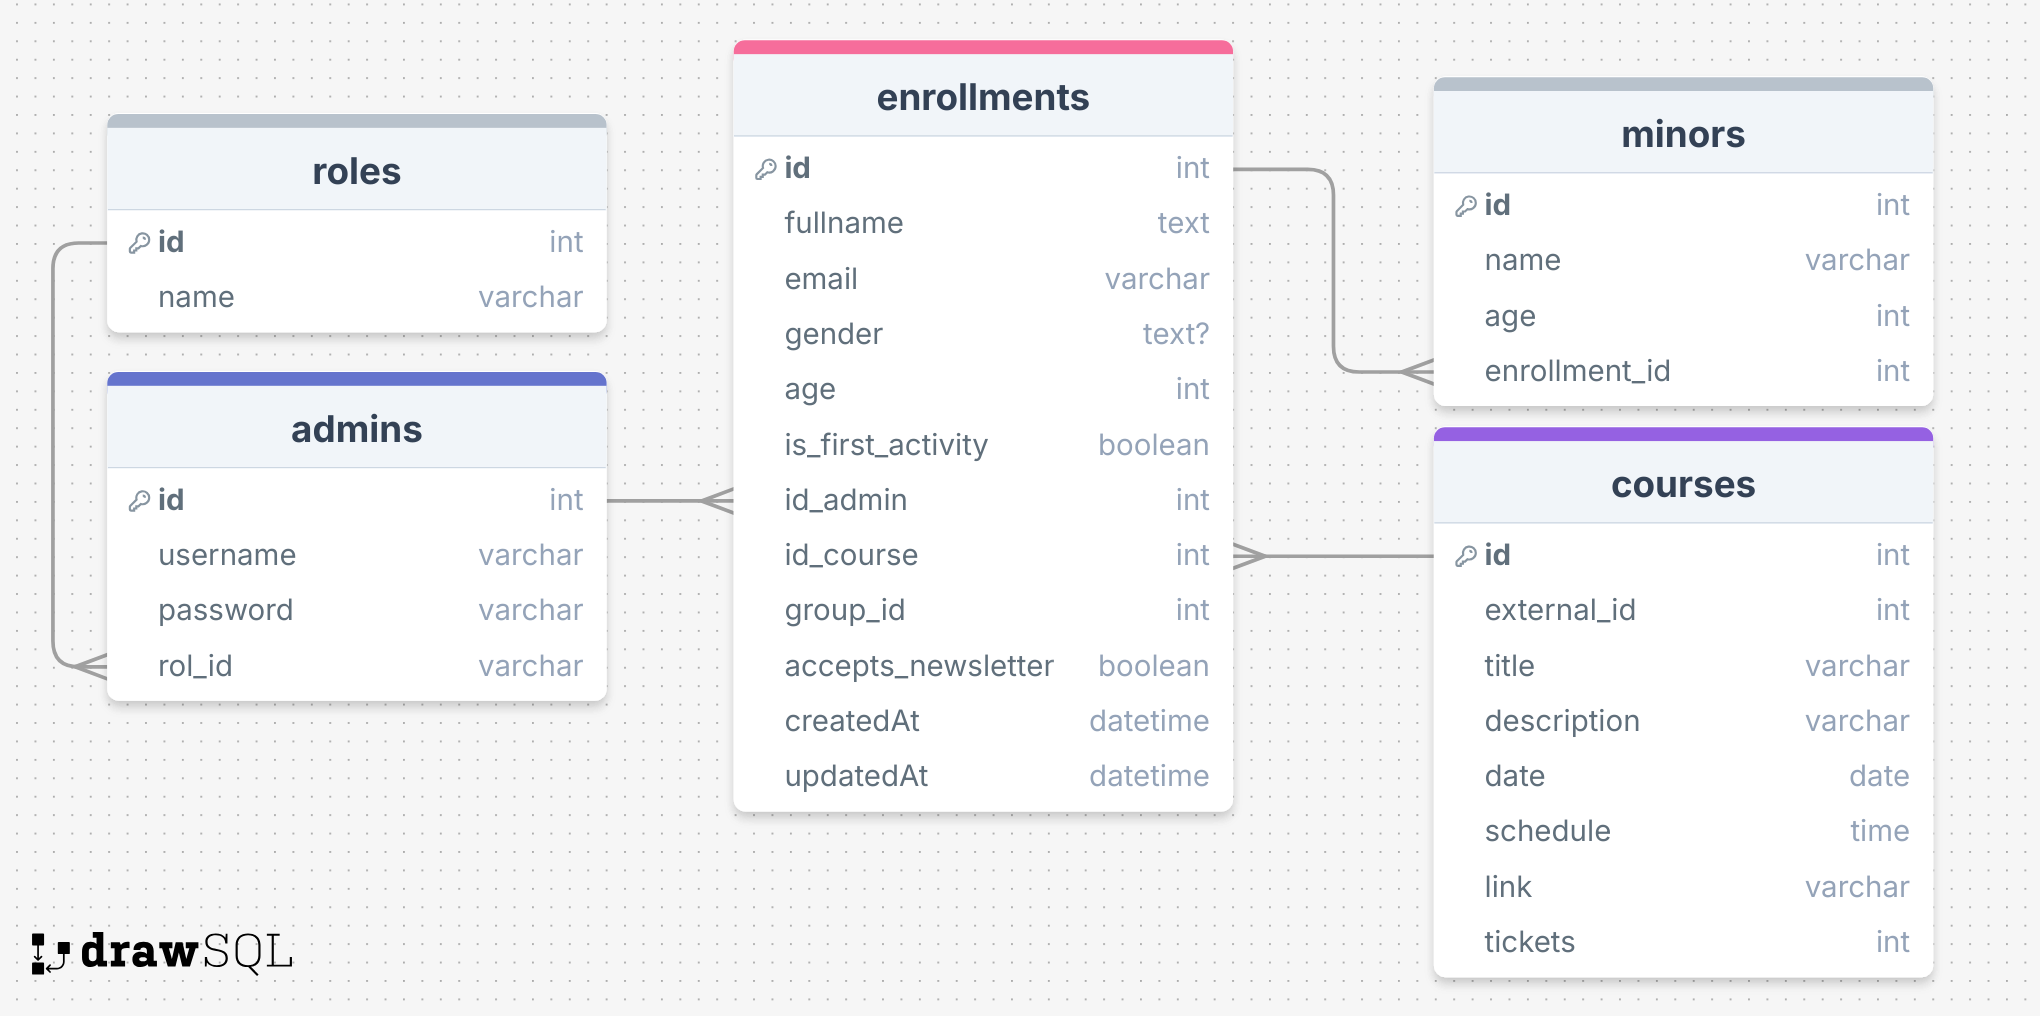 roles
id int
name varchar
admins
id int
username varchar
password varchar
rol_id varchar
enrollments
id int
fullname text
email varchar
gender text?
age int
is_first_activity boolean
id_admin int
id_course int
group_id int
accepts_newsletter boolean
createdAt datetime
updatedAt datetime
minors
id int
name varchar
age int
enrollment_id int
courses
id int
external_id int
title varchar
description varchar
date date
schedule time
link varchar
tickets int
drawSQL